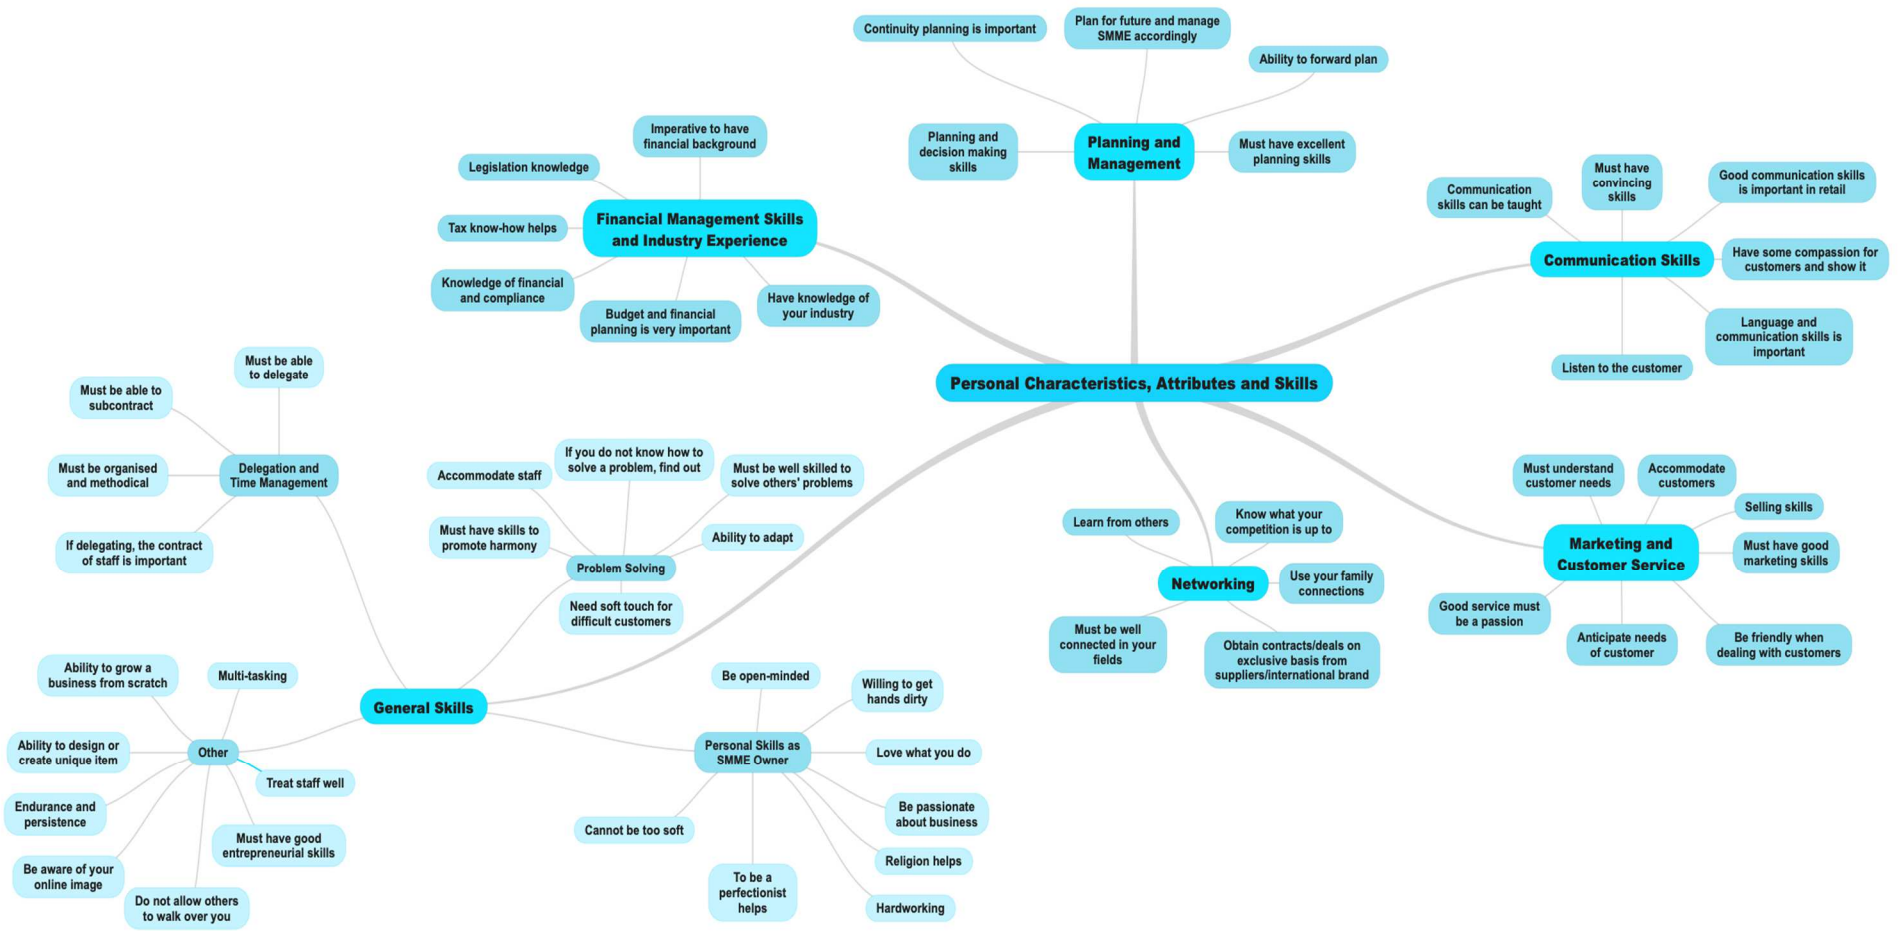 Continuity planning is important
Plan for future and manage
SMME accordingly
Ability to forward plan
Planning and
decision making
skills
Planning and
Management
Must have excellent
planning skills
Imperative to have
financial background
Legislation knowledge
Financial Management Skills
and Industry Experience
Tax know-how helps
Knowledge of financial
and compliance
Budget and financial
planning is very important
Have knowledge of
your industry
Communication
skills can be taught
Must have
convincing
skills
Good communication skills
is important in retail
Communication Skills
Have some compassion for
customers and show it
Language and
communication skills is
important
Listen to the customer
Personal Characteristics, Attributes and Skills
Must be able
to delegate
Must be able to
subcontract
Must be organised
and methodical
Delegation and
Time Management
If delegating, the contract
of staff is important
Accommodate staff
If you do not know how to
solve a problem, find out
Must be well skilled to
solve others' problems
Must have skills to
promote harmony
Ability to adapt
Problem Solving
Need soft touch for
difficult customers
Learn from others
Know what your
competition is up to
Networking
Use your family
connections
Must be well
connected in your
fields
Obtain contracts/deals on
exclusive basis from
suppliers/international brand
Must understand
customer needs
Accommodate
customers
Selling skills
Marketing and
Customer Service
Must have good
marketing skills
Good service must
be a passion
Anticipate needs
of customer
Be friendly when
dealing with customers
General Skills
Ability to grow a
business from scratch
Multi-tasking
Ability to design or
create unique item
Other
Treat staff well
Endurance and
persistence
Must have good
entrepreneurial skills
Be aware of your
online image
Do not allow others
to walk over you
Be open-minded
Willing to get
hands dirty
Personal Skills as
SMME Owner
Love what you do
Cannot be too soft
Be passionate
about business
Religion helps
To be a
perfectionist
helps
Hardworking